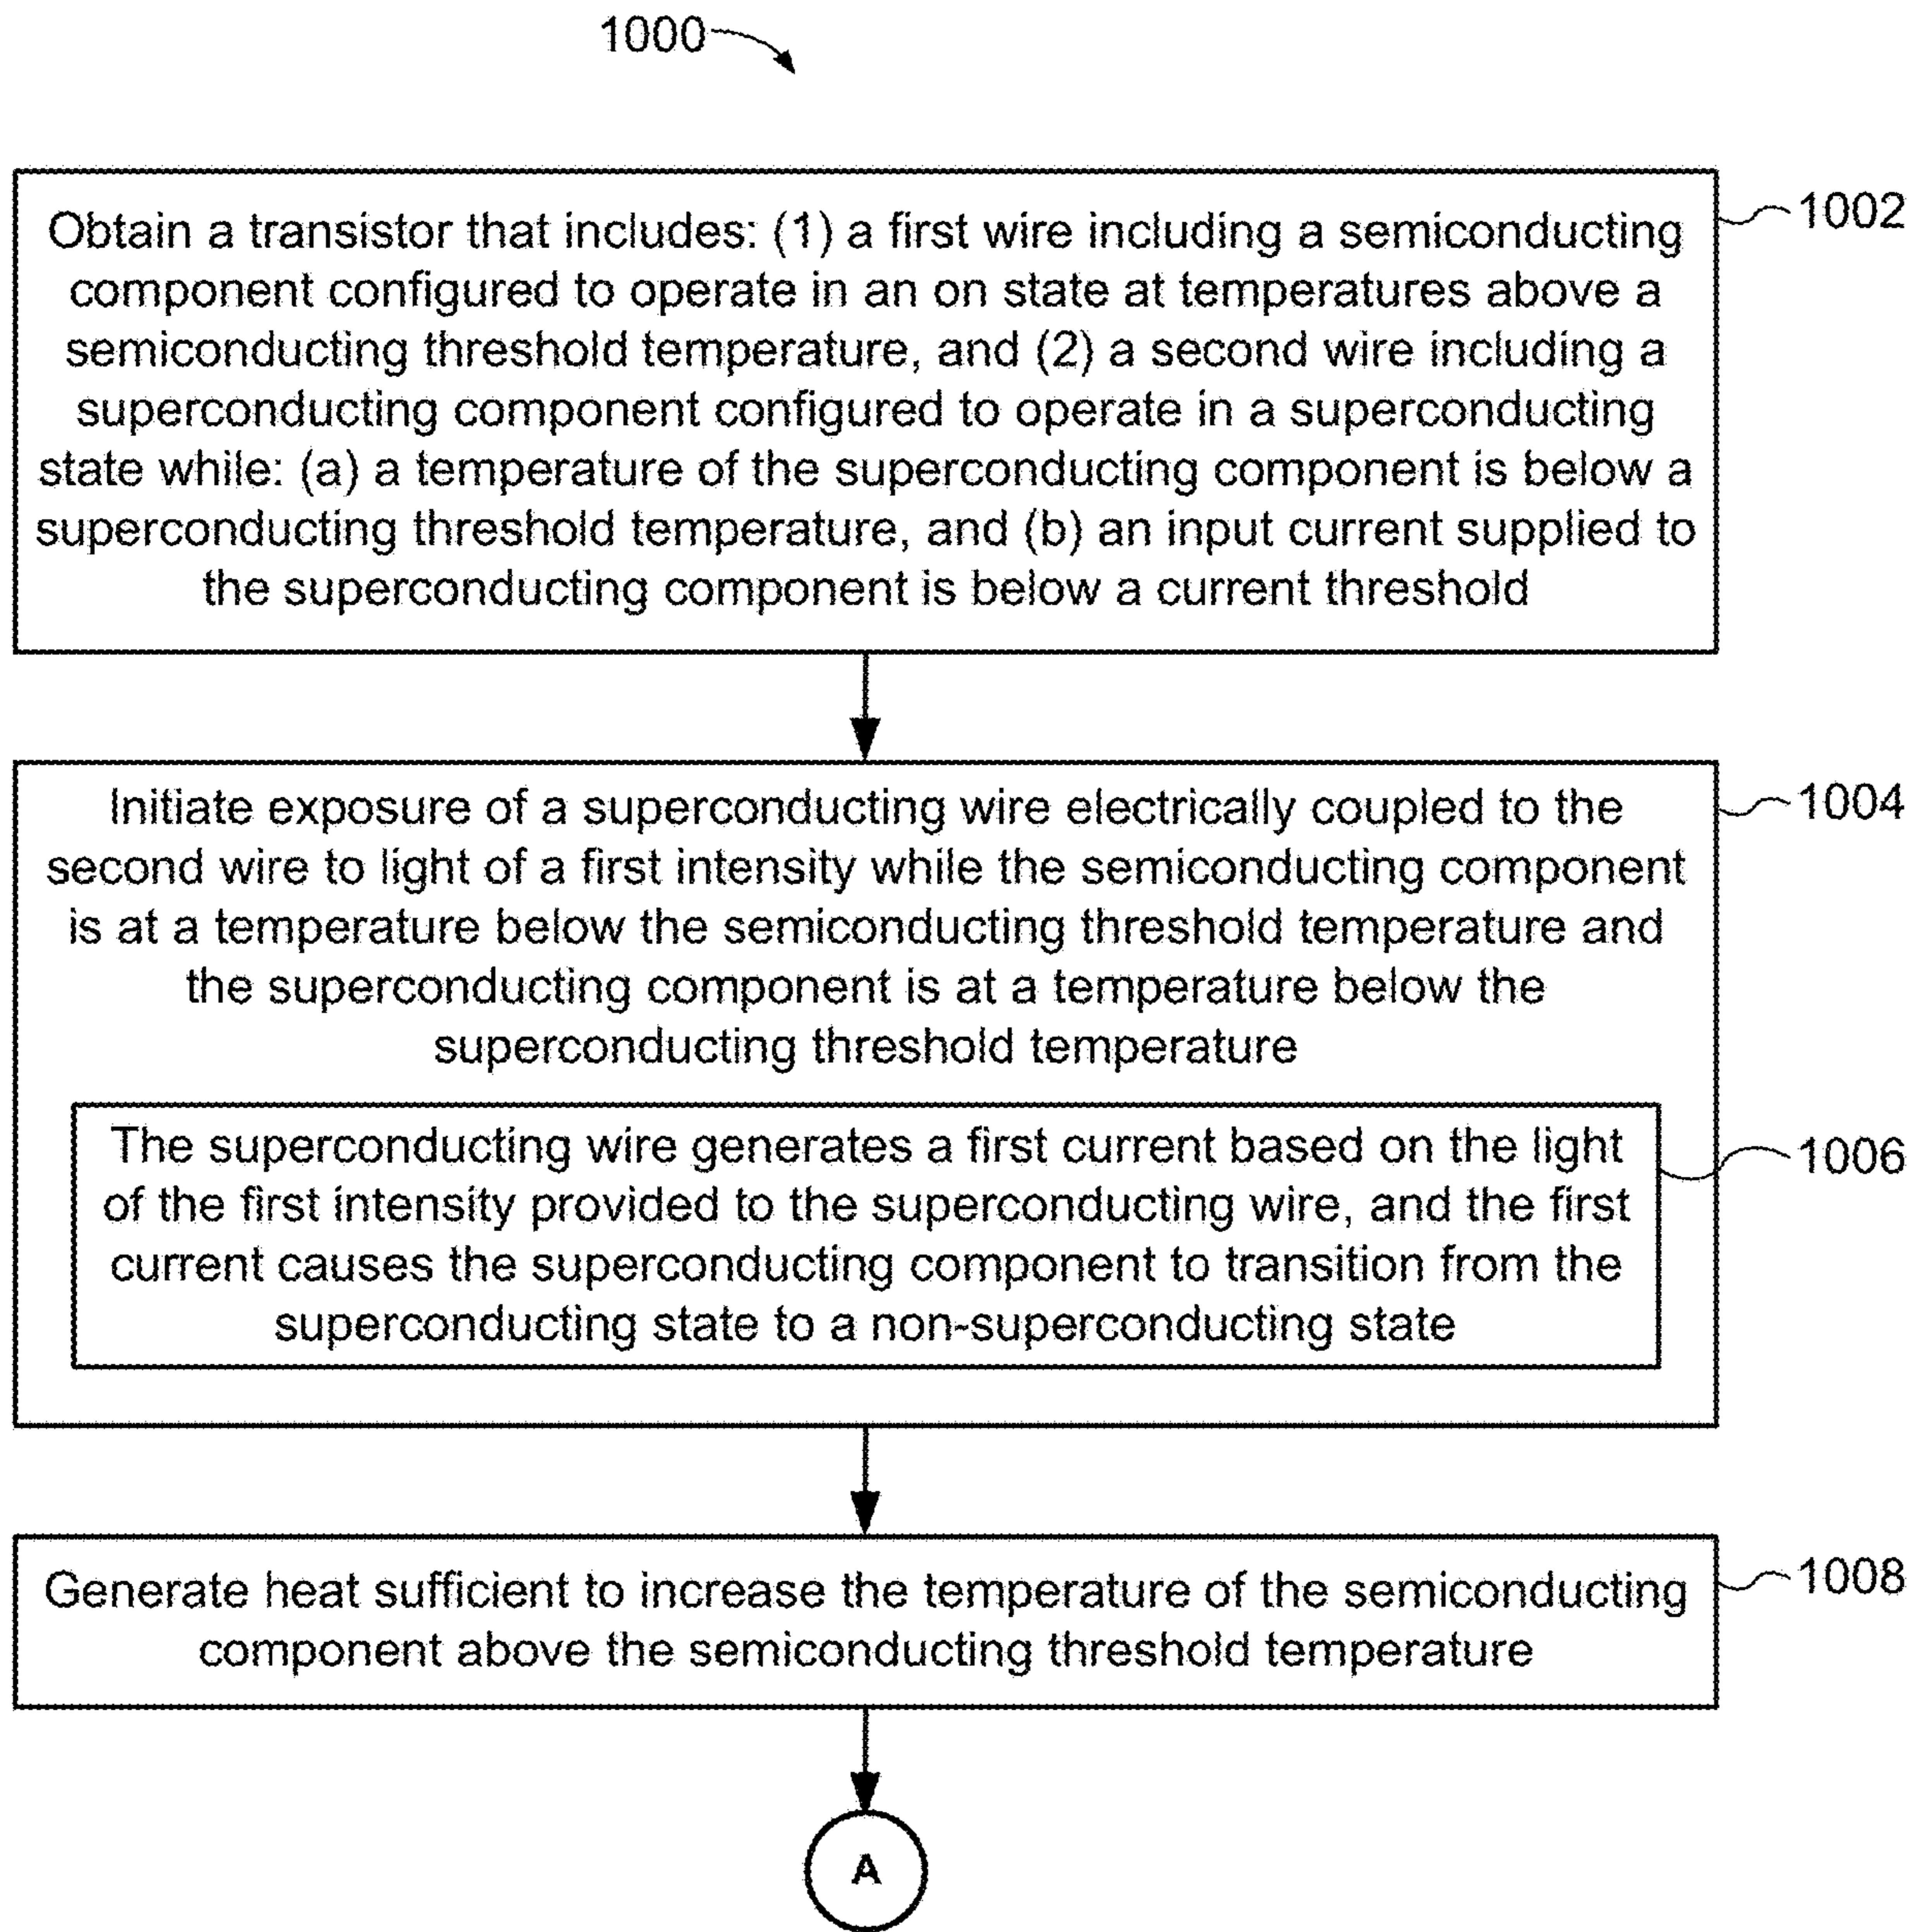 1000
Obtain a transistor that includes: (1) a first wire including a semiconducting
component configured to operate in an on state at temperatures above a
semiconducting threshold temperature, and (2) a second wire including a
superconducting component configured to operate in a superconducting
state while: (a) a temperature of the superconducting component is below a
superconducting threshold temperature, and (b) an input current supplied to
the superconducting component is below a current threshold
1002
Initiate exposure of a superconducting wire electrically coupled to the
second wire to light of a first intensity while the semiconducting component
is at a temperature below the semiconducting threshold temperature and
the superconducting component is at a temperature below the
superconducting threshold temperature
1004
The superconducting wire generates a first current based on the light
of the first intensity provided to the superconducting wire, and the first
current causes the superconducting component to transition from the
superconducting state to a non-superconducting state
1006
Generate heat sufficient to increase the temperature of the semiconducting
component above the semiconducting threshold temperature
1008
A